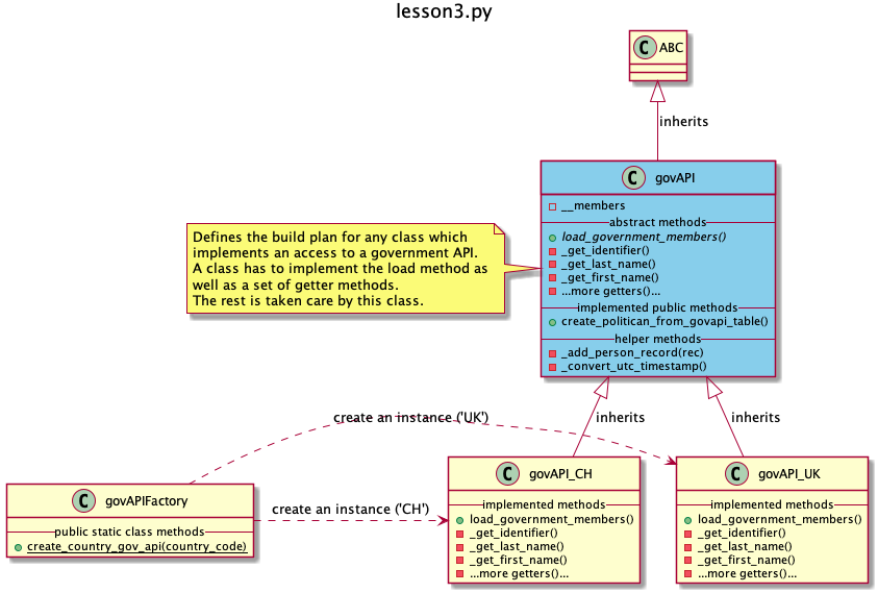 lesson3.py
C ABC
inherits
C govAPI
__members
abstract methods
load_government_members()
_get_identifier()
_get_last_name()
_get_first_name()
...more getters()...
implemented public methods
create_politican_from_govapi_table()
helper methods
_add_person_record(rec)
_convert_utc_timestamp()
Defines the build plan for any class which
implements an access to a government API.
A class has to implement the load method as
well as a set of getter methods.
The rest is taken care by this class.
inherits
inherits
create an instance ('UK')
create an instance ('CH')
C govAPIFactory
public static class methods
create_country_gov_api(country_code)
C govAPI_CH
implemented methods
load_government_members()
_get_identifier()
_get_last_name()
_get_first_name()
...more getters()...
C govAPI_UK
implemented methods
load_government_members()
_get_identifier()
_get_last_name()
_get_first_name()
...more getters()...